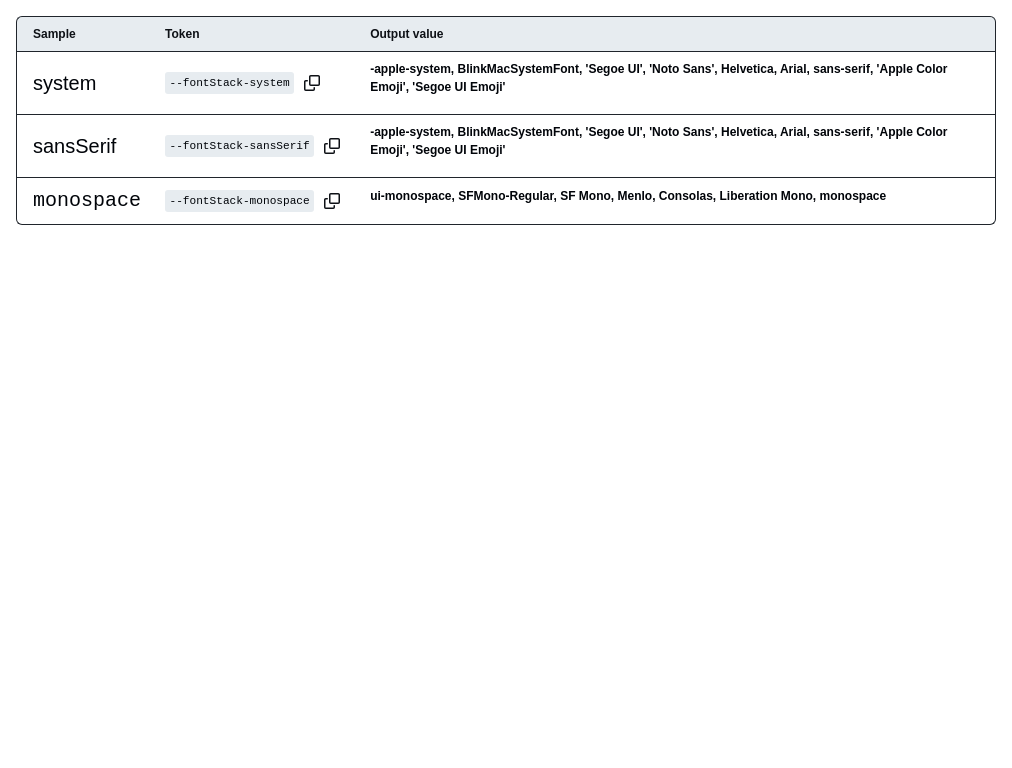 Sample Token Output value
system --fontStack-system -apple-system, BlinkMacSystemFont, 'Segoe UI', 'Noto Sans', Helvetica, Arial, sans-serif, 'Apple Color
Emoji', 'Segoe UI Emoji'
sansSerif --fontStack-sansSerif -apple-system, BlinkMacSystemFont, 'Segoe UI', 'Noto Sans', Helvetica, Arial, sans-serif, 'Apple Color
Emoji', 'Segoe UI Emoji'
monospace --fontStack-monospace ui-monospace, SFMono-Regular, SF Mono, Menlo, Consolas, Liberation Mono, monospace